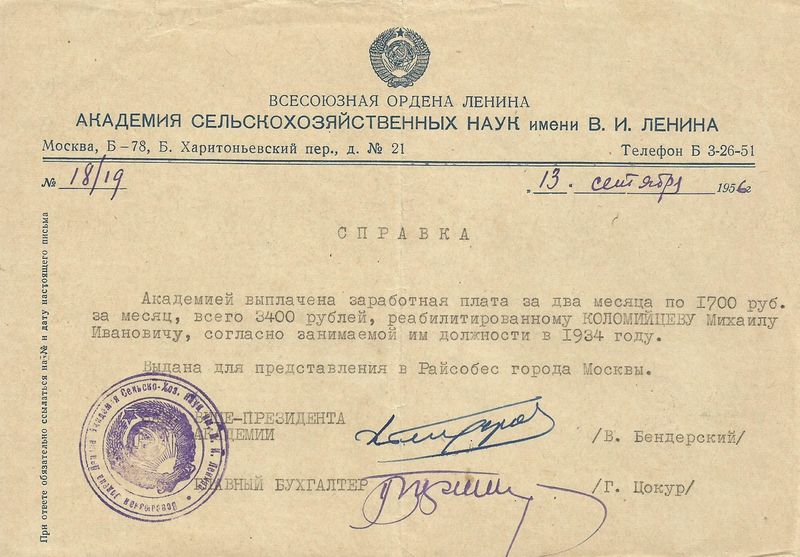 ВСЕСОЮЗНАЯ ОРДЕНА ЛЕНИНА
АКАДЕМИЯ СЕЛЬСКОХОЗЯЙСТВЕННЫХ НАУК имени В. И. ЛЕНИНА
Москва, Б-78, Б. Харитоньевский пер., д. № 21
Телефон Б 3-26-51
№ 18/19
„13 сентября 1956г
СПРАВКА
Академией выплачена заработная плата за два месяца по 1700 руб.
за месяц, всего 3400 рублей, реабилитированному КОЛОМИЙЦЕВУ Михаилу
Ивановичу, согласно занимаемой им должности в 1934 году.
Выдана для представления в Райсобес города Москвы.
ВИЦЕ-ПРЕЗИДЕНТА
АКАДЕМИИ
/В. Бендерский/
ГЛАВНЫЙ БУХГАЛТЕР
/Г. Цокур/
При ответе обязательно ссылаться на № и дату настоящего письма